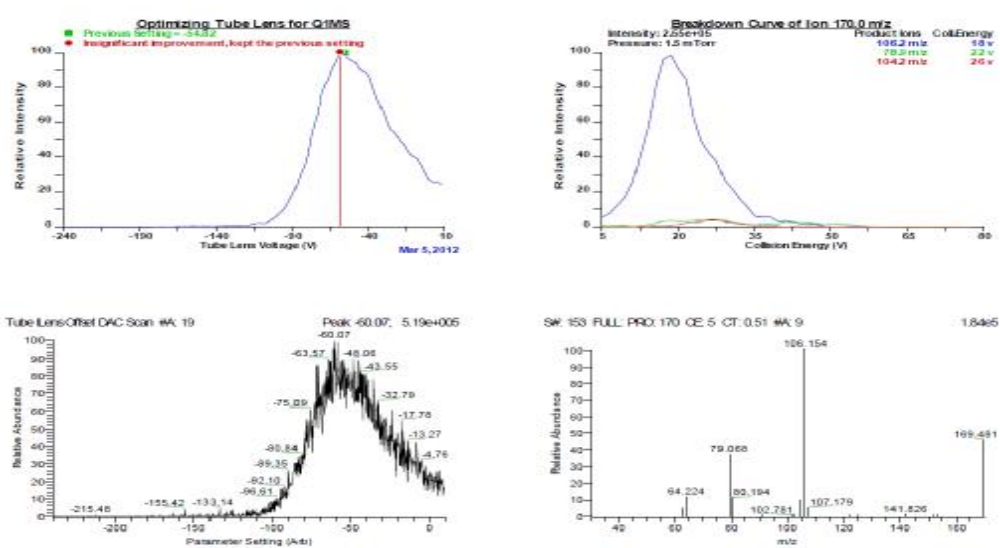 Optimizing Tube Lens for Q1MS
Previous Setting = -54.82
Insignificant improvement, kept the previous setting
100
80
60
40
20
0
Relative Intensity
-240 -190 -140 -90 -40 10
Tube Lens Voltage (V)
Mar 5, 2012
Breakdown Curve of Ion 170.0 m/z
Intensity: 2.55e+05 Product Ions Coll.Energy
Pressure: 1.5 mTorr 106.2 m/z 18 v
22 v
104.2 m/z 26 v
100
80
60
40
20
0
Relative Intensity
5 20 35 50 65 80
Collision Energy (V)
Tube Lens Offset DAC Scan #A: 19 Peak -60.07, 5.19e+005
100
90
80
70
60
50
40
30
20
10
0
Relative Abundance
-60.07
-63.57 -48.06
-43.55
-75.09 -32.79
-17.78
-13.27
-80.84 -4.76
-89.35
-92.10
-96.61
-215.48 -155.42 -133.14
-200 -150 -100 -50 0
Parameter Setting (Arb)
S#: 153 FULL: PRO: 170 CE: 5 CT: 0.51 #A: 9 1.84e5
100
90
80
70
60
50
40
30
20
10
0
Relative Abundance
106.154
169.481
79.068
64.224 80.194
102.781 107.179 141.826
40 60 80 100 120 140 160
m/z